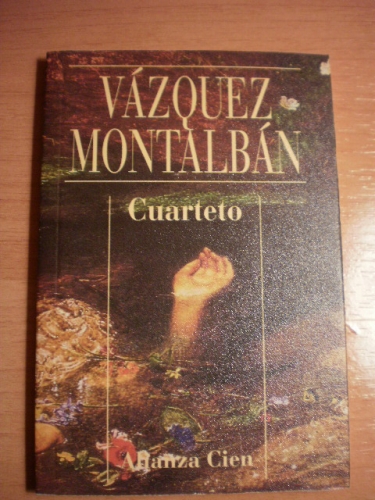 VÁZQUEZ
MONTALBÁN
Cuarteto
Alianza Cien